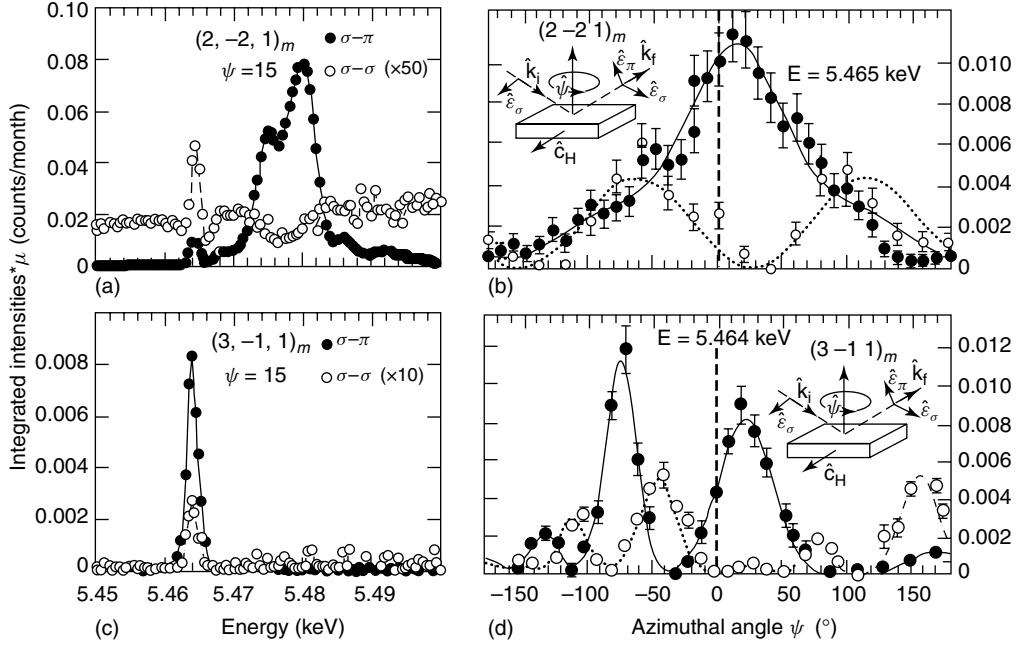 Integrated intensities*μ (counts/month)
0.10
0.08
0.06
0.04
0.02
0
(2, −2, 1)m
ψ = 15
σ−π
σ−σ (×50)
(a)
(2 −2 1)m
k̂i
ψ̂
ε̂π
k̂f
ε̂σ
ε̂σ
ĉH
E = 5.465 keV
0.010
0.008
0.006
0.004
0.002
0
(b)
0.008
0.006
0.004
0.002
(3, −1, 1)m
σ−π
ψ = 15
σ−σ (×10)
5.45
5.46
5.47
5.48
5.49
(c)
Energy (keV)
E = 5.464 keV
(3 −1 1)m
k̂i
ψ̂
ε̂π
k̂f
ε̂σ
ε̂σ
ĉH
0.012
0.010
0.008
0.006
0.004
0.002
0
−150
−100
−50
0
50
100
150
(d)
Azimuthal angle ψ (°)